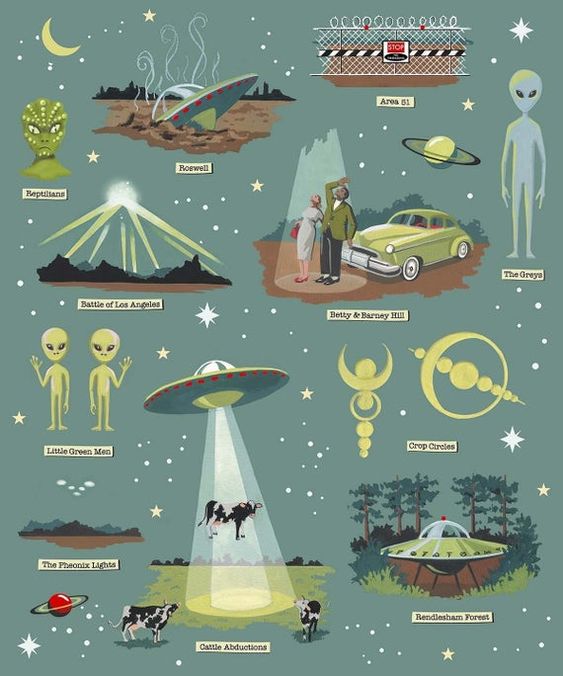 STOP
Area 51
Roswell
Reptilians
The Greys
Battle of Los Angeles
Betty & Barney Hill
Little Green Men
Crop Circles
The Pheonix Lights
Rendlesham Forest
Cattle Abductions